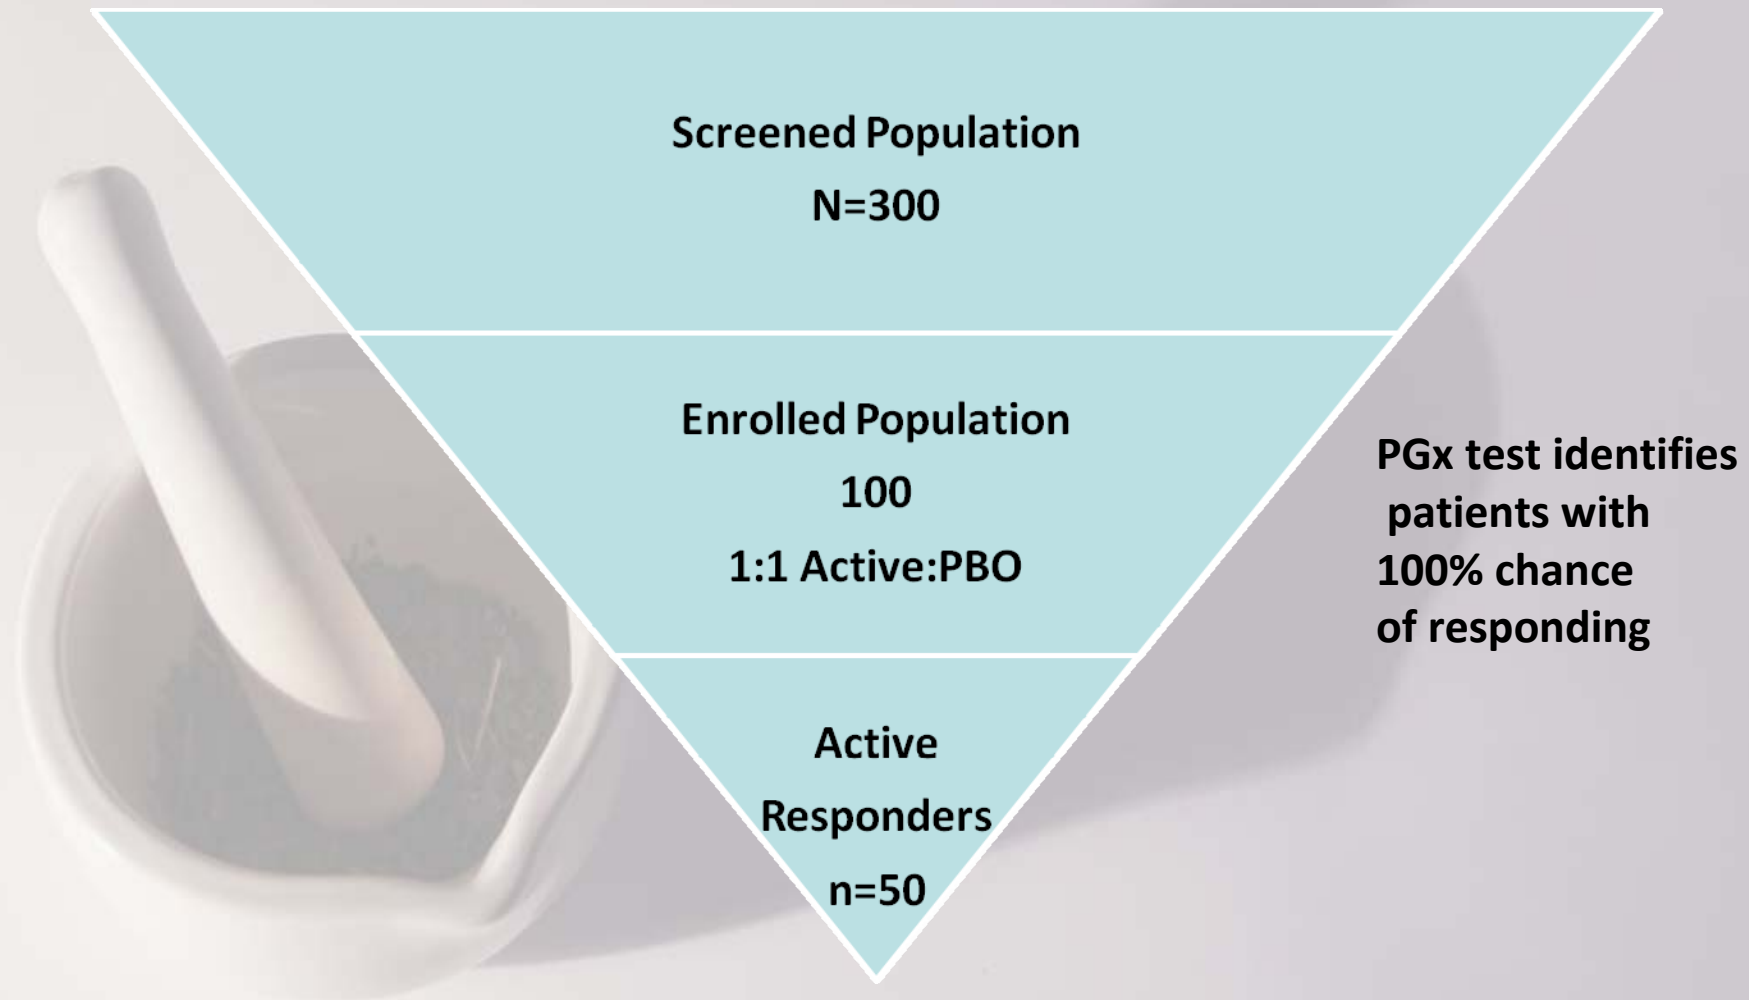 Screened Population
N=300
Enrolled Population
100
1:1 Active:PBO
PGx test identifies
patients with
100% chance
of responding
Active
Responders
n=50